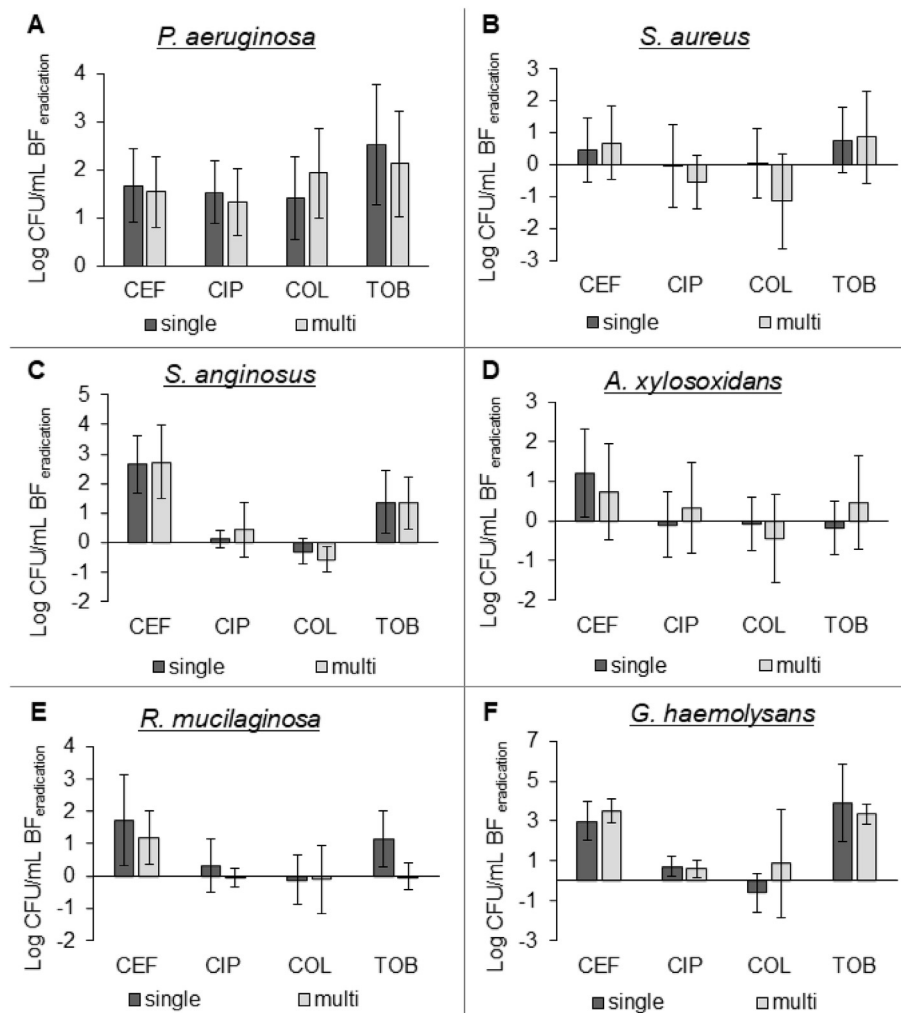 A
P. aeruginosa
Log CFU/mL BF eradication
4
3
2
1
0
CEF CIP COL TOB
single multi
B
S. aureus
Log CFU/mL BF eradication
3
2
1
0
-1
-2
-3
CEF CIP COL TOB
single multi
C
S. anginosus
Log CFU/mL BF eradication
5
4
3
2
1
0
-1
-2
CEF CIP COL TOB
single multi
D
A. xylosoxidans
Log CFU/mL BF eradication
3
2
1
0
-1
2
CEF CIP COL TOB
single multi
E
R. mucilaginosa
Log CFU/mL BF eradication
4
3
2
1
0
-1
-2
CEF CIP COL TOB
single multi
F
G. haemolysans
Log CFU/mL BF eradication
7
5
3
1
-1
-3
CEF CIP COL TOB
single multi